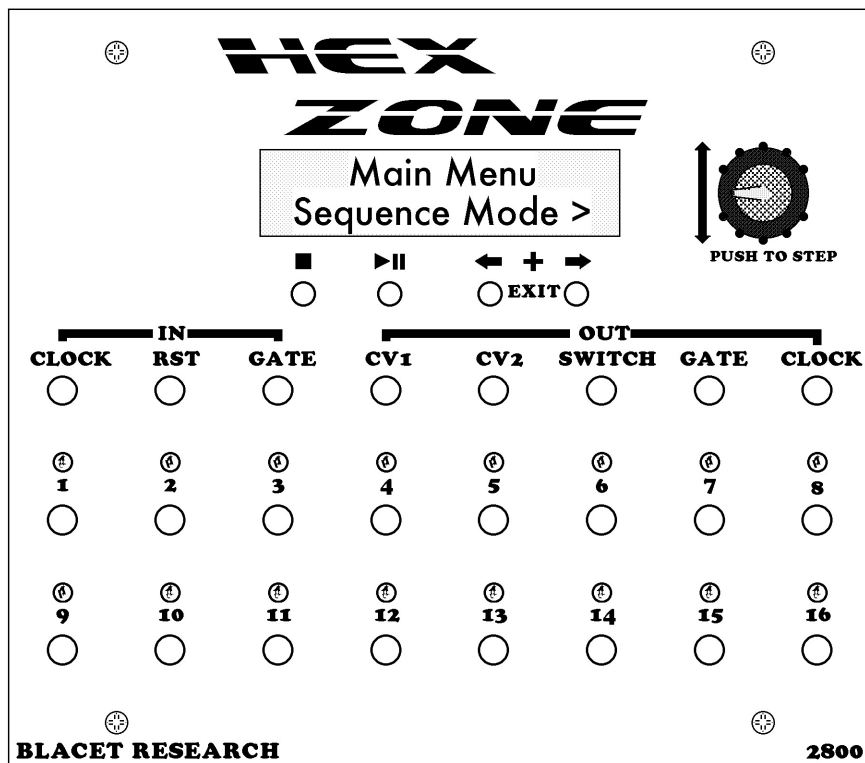 HEX
ZONE
Main Menu
Sequence Mode >
PUSH TO STEP
EXIT
IN OUT
CLOCK RST GATE CV1 CV2 SWITCH GATE CLOCK
1 2 3 4 5 6 7 8
9 10 11 12 13 14 15 16
BLACET RESEARCH 2800